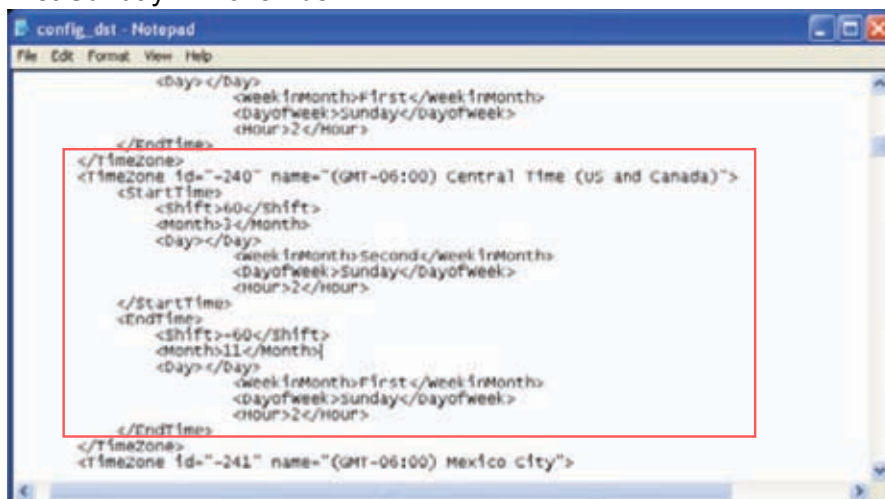 config_dst - Notepad
File Edit Format View Help
<Day></Day>
<WeekinMonth>First</WeekinMonth>
<DayofWeek>Sunday</DayofWeek>
<Hour>2</Hour>
</EndTime>
</TimeZone>
<TimeZone id="-240" name="(GMT-06:00) Central Time (US and Canada)">
<StartTime>
<Shift>60</Shift>
<Month>3</Month>
<Day></Day>
<WeekinMonth>Second</WeekinMonth>
<DayofWeek>Sunday</DayofWeek>
<Hour>2</Hour>
</StartTime>
<EndTime>
<Shift>-60</Shift>
<Month>11</Month>
<Day></Day>
<WeekinMonth>First</WeekinMonth>
<DayofWeek>Sunday</DayofWeek>
<Hour>2</Hour>
</EndTime>
</TimeZone>
<TimeZone id="-241" name="(GMT-06:00) Mexico City">